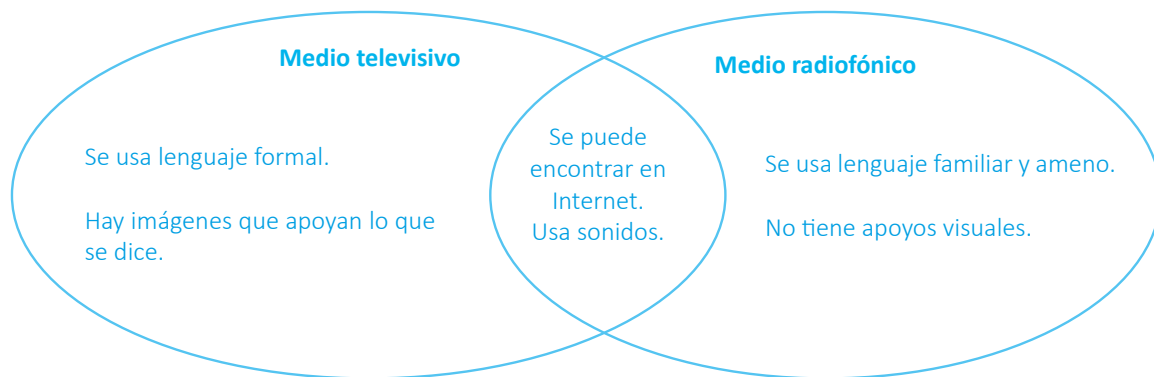 Medio televisivo
Se usa lenguaje formal.
Hay imágenes que apoyan lo que
se dice.
Se puede
encontrar en
Internet.
Usa sonidos.
Medio radiofónico
Se usa lenguaje familiar y ameno.
No tiene apoyos visuales.